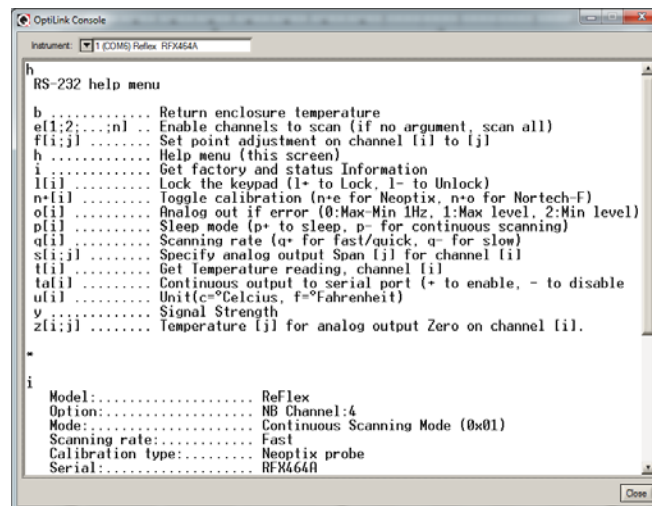 OptiLink Console
Instrument: 1 (COM6) Reflex RFX464A
h
RS-232 help menu
b ............. Return enclosure temperature
e[1;2;...;n] .. Enable channels to scan (if no argument, scan all)
f[i;j] ........ Set point adjustment on channel [i] to [j]
h ............. Help menu (this screen)
i ............. Get factory and status Information
l[i] .......... Lock the keypad (l+ to Lock, l- to Unlock)
n+[i] ......... Toggle calibration (n+e for Neoptix, n+o for Nortech-F)
o[i] .......... Analog out if error (0:Max-Min 1Hz, 1:Max level, 2:Min level)
p[i] .......... Sleep mode (p+ to sleep, p- for continuous scanning)
q[i] .......... Scanning rate (q+ for fast/quick, q- for slow)
s[i;j] ........ Specify analog output Span [j] for channel [i]
t[i] .......... Get Temperature reading, channel [i]
ta[i] ......... Continuous output to serial port (+ to enable, - to disable
u[i] .......... Unit(c=°Celcius, f=°Fahrenheit)
y ............. Signal Strength
z[i;j] ........ Temperature [j] for analog output Zero on channel [i].
*
i
Model:.................... ReFlex
Option:................... NB Channel:4
Mode:..................... Continuous Scanning Mode (0x01)
Scanning rate:............ Fast
Calibration type:......... Neoptix probe
Serial:................... RFX464A
Close